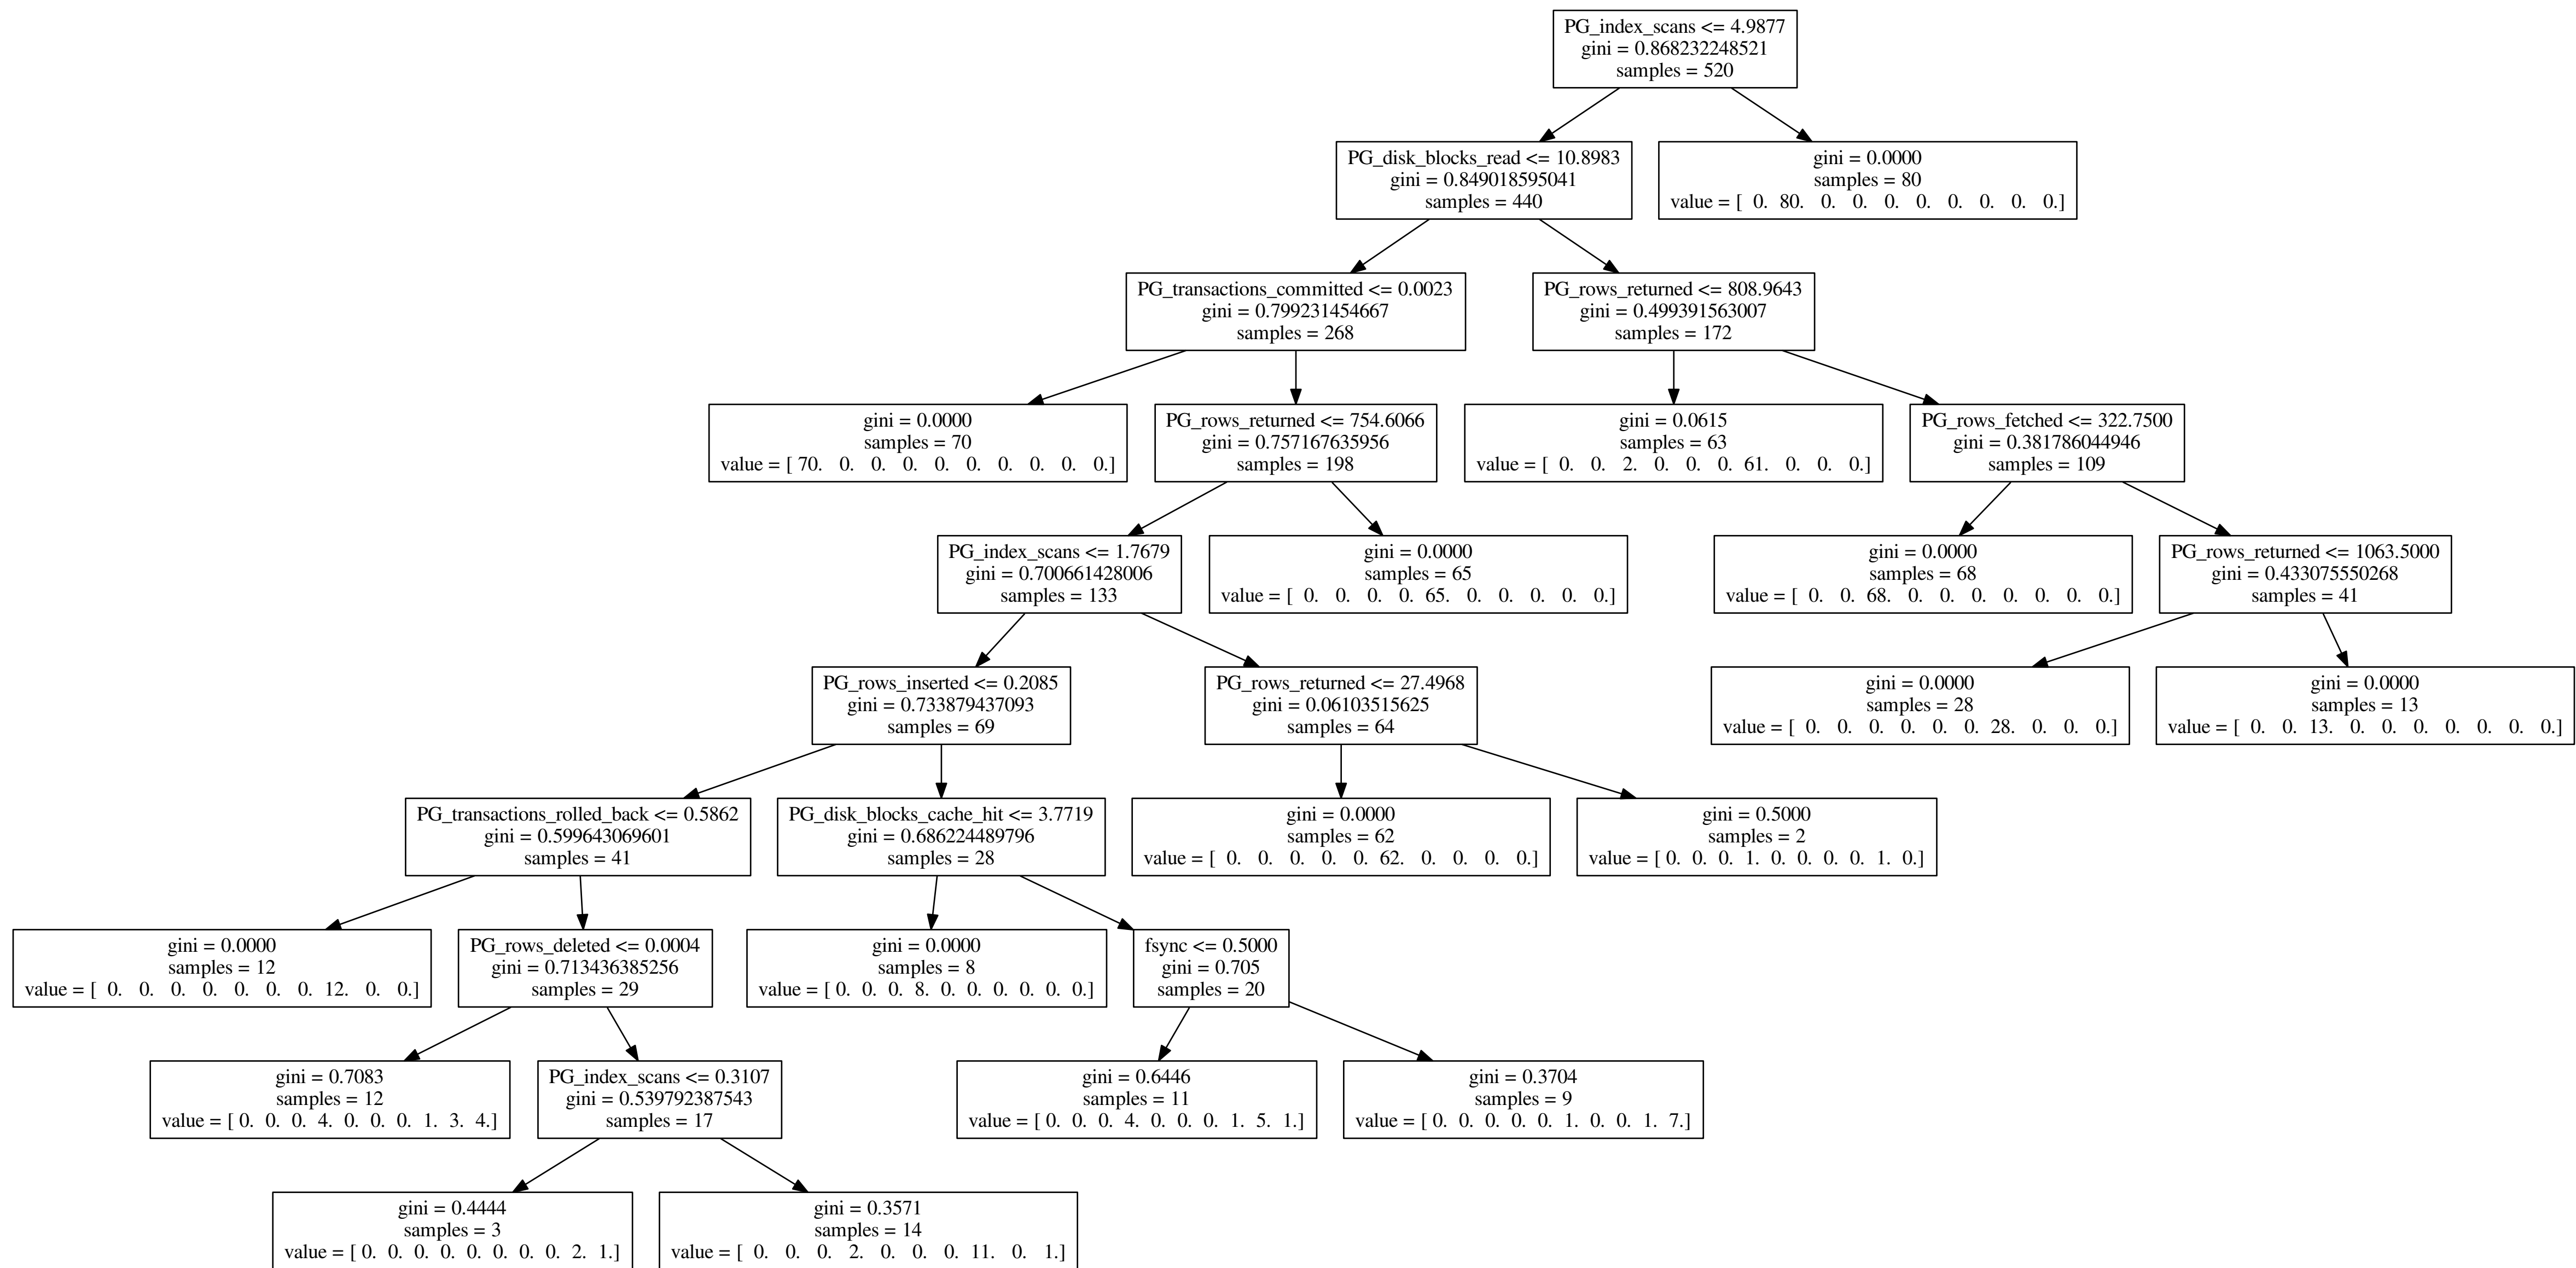 PG_index_scans <= 4.9877
gini = 0.868232248521
samples = 520
PG_disk_blocks_read <= 10.8983
gini = 0.849018595041
samples = 440
gini = 0.0000
samples = 80
value = [ 0. 80. 0. 0. 0. 0. 0. 0. 0. 0.]
PG_transactions_committed <= 0.0023
gini = 0.799231454667
samples = 268
PG_rows_returned <= 808.9643
gini = 0.499391563007
samples = 172
gini = 0.0000
samples = 70
value = [ 70. 0. 0. 0. 0. 0. 0. 0. 0. 0.]
PG_rows_returned <= 754.6066
gini = 0.757167635956
samples = 198
gini = 0.0615
samples = 63
value = [ 0. 0. 2. 0. 0. 0. 61. 0. 0. 0.]
PG_rows_fetched <= 322.7500
gini = 0.381786044946
samples = 109
PG_index_scans <= 1.7679
gini = 0.700661428006
samples = 133
gini = 0.0000
samples = 65
value = [ 0. 0. 0. 0. 65. 0. 0. 0. 0. 0.]
gini = 0.0000
samples = 68
value = [ 0. 0. 68. 0. 0. 0. 0. 0. 0. 0.]
PG_rows_returned <= 1063.5000
gini = 0.433075550268
samples = 41
PG_rows_inserted <= 0.2085
gini = 0.733879437093
samples = 69
PG_rows_returned <= 27.4968
gini = 0.06103515625
samples = 64
gini = 0.0000
samples = 28
value = [ 0. 0. 0. 0. 0. 0. 28. 0. 0. 0.]
gini = 0.0000
samples = 13
value = [ 0. 0. 13. 0. 0. 0. 0. 0. 0. 0.]
PG_transactions_rolled_back <= 0.5862
gini = 0.599643069601
samples = 41
PG_disk_blocks_cache_hit <= 3.7719
gini = 0.686224489796
samples = 28
gini = 0.0000
samples = 62
value = [ 0. 0. 0. 0. 0. 62. 0. 0. 0. 0.]
gini = 0.5000
samples = 2
value = [ 0. 0. 0. 1. 0. 0. 0. 0. 1. 0.]
gini = 0.0000
samples = 12
value = [ 0. 0. 0. 0. 0. 0. 0. 12. 0. 0.]
PG_rows_deleted <= 0.0004
gini = 0.713436385256
samples = 29
gini = 0.0000
samples = 8
value = [ 0. 0. 0. 8. 0. 0. 0. 0. 0. 0.]
fsync <= 0.5000
gini = 0.705
samples = 20
gini = 0.7083
samples = 12
value = [ 0. 0. 0. 4. 0. 0. 0. 1. 3. 4.]
PG_index_scans <= 0.3107
gini = 0.539792387543
samples = 17
gini = 0.6446
samples = 11
value = [ 0. 0. 0. 4. 0. 0. 0. 1. 5. 1.]
gini = 0.3704
samples = 9
value = [ 0. 0. 0. 0. 0. 1. 0. 0. 1. 7.]
gini = 0.4444
samples = 3
value = [ 0. 0. 0. 0. 0. 0. 0. 0. 2. 1.]
gini = 0.3571
samples = 14
value = [ 0. 0. 0. 2. 0. 0. 0. 11. 0. 1.]